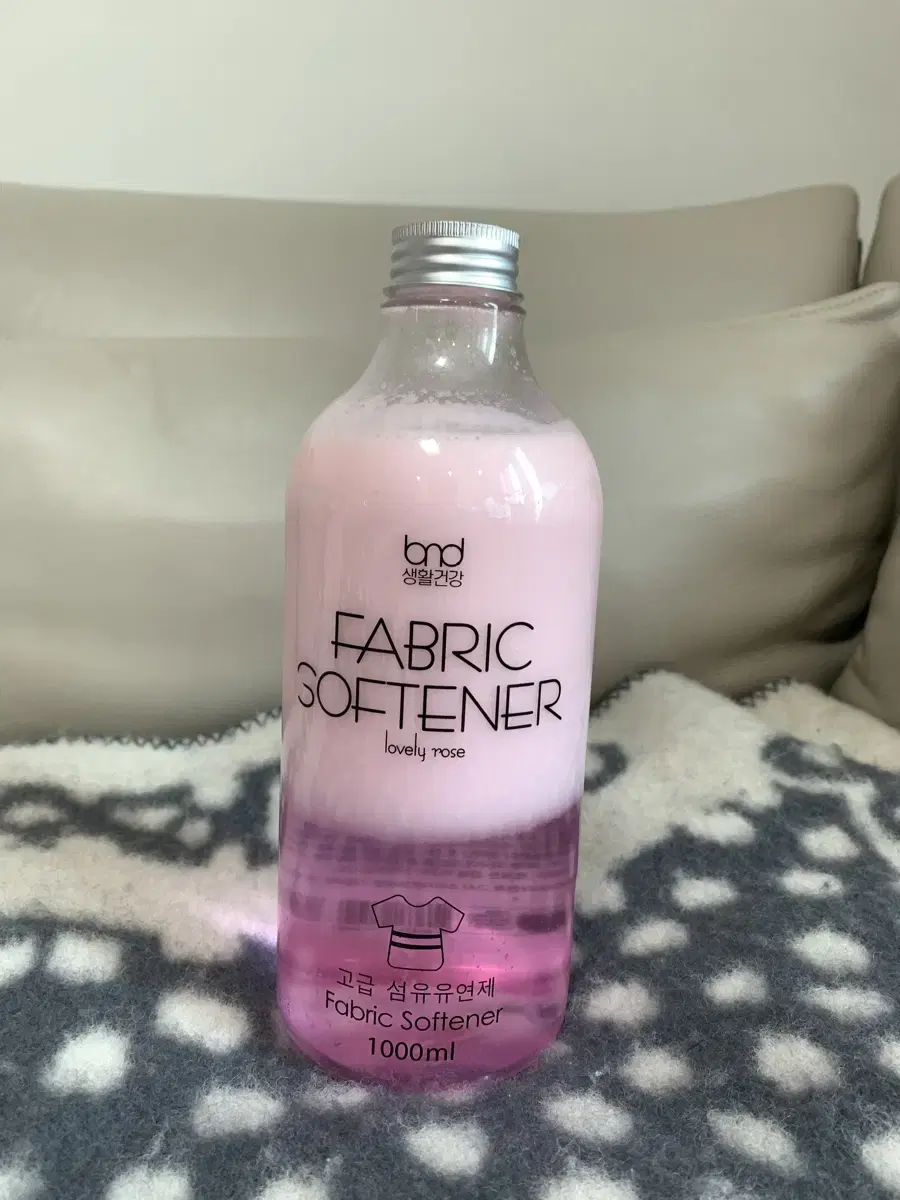 bnd
생활건강
FABRIC
SOFTENER
lovely rose
고급 섬유유연제
Fabric Softener
1000ml